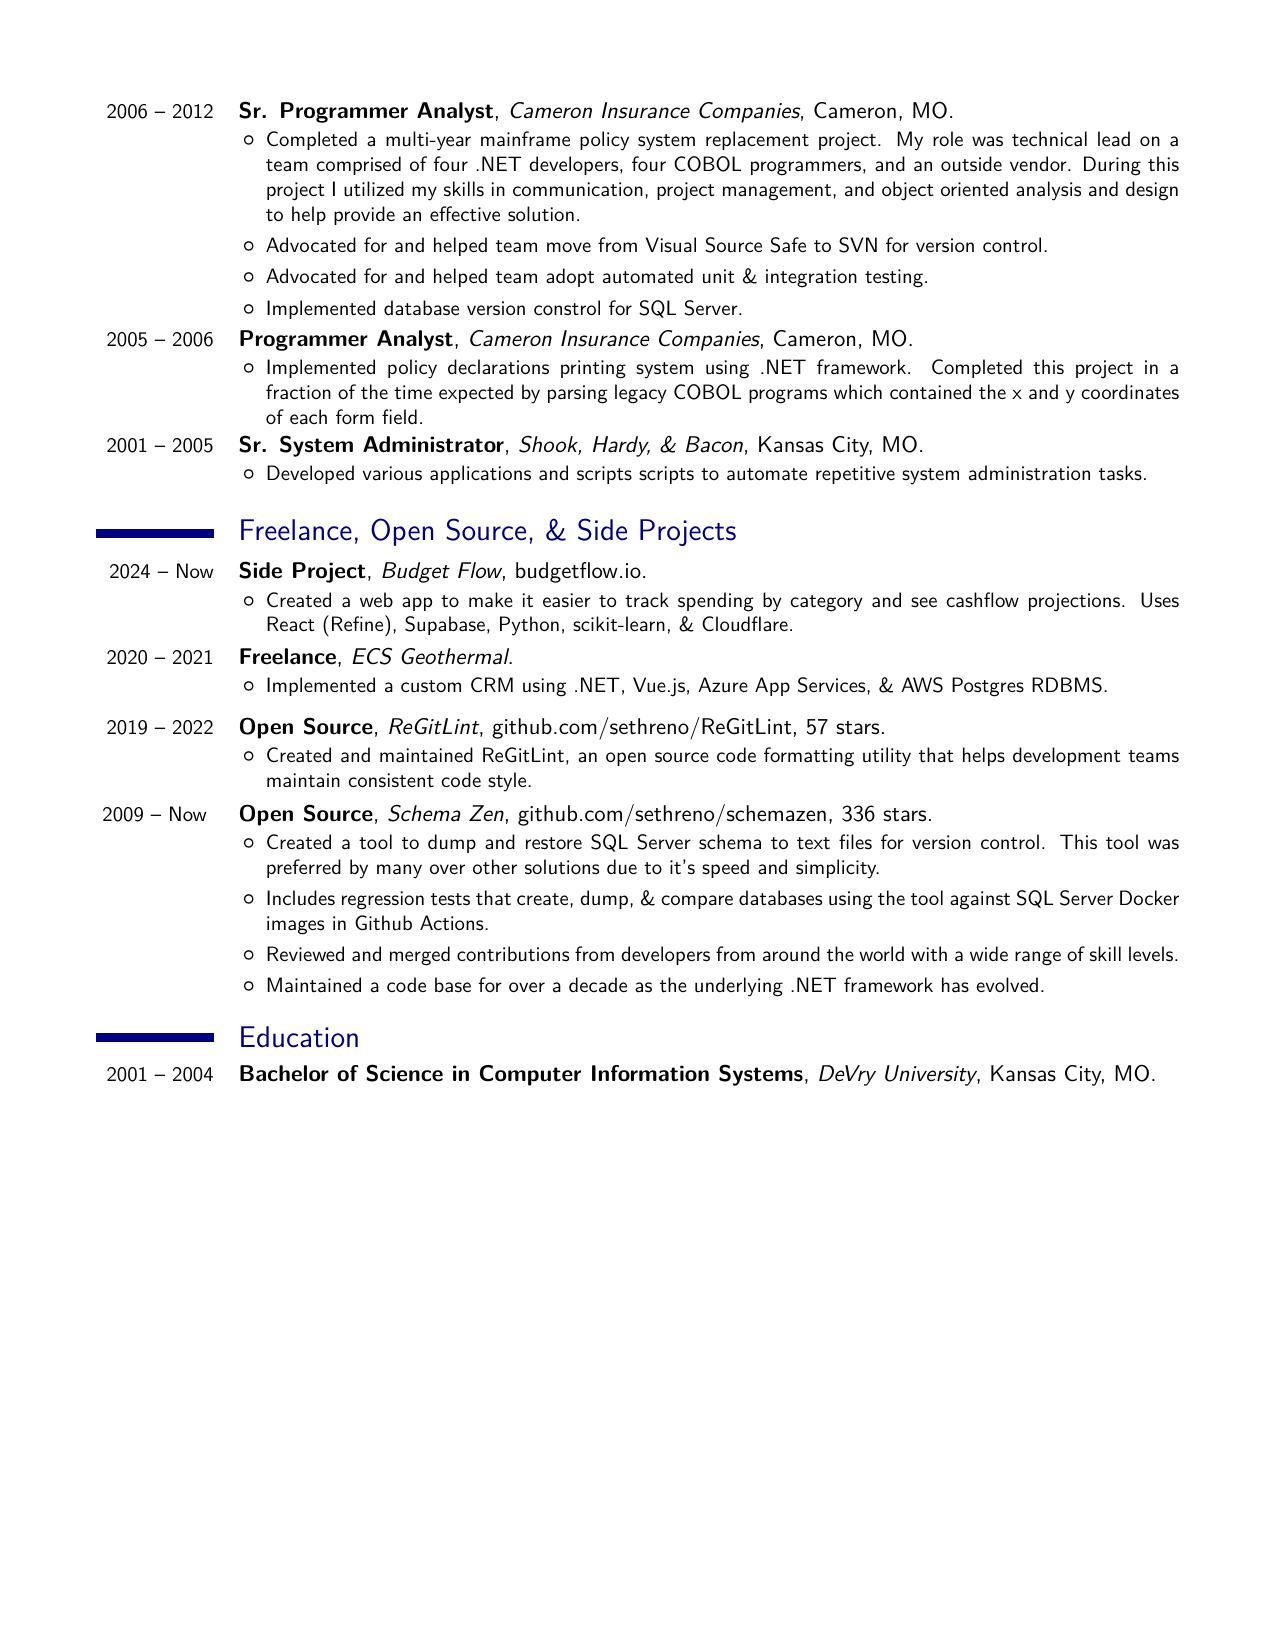 2006 – 2012 Sr. Programmer Analyst, Cameron Insurance Companies, Cameron, MO.
○ Completed a multi-year mainframe policy system replacement project. My role was technical lead on a
team comprised of four .NET developers, four COBOL programmers, and an outside vendor. During this
project I utilized my skills in communication, project management, and object oriented analysis and design
to help provide an effective solution.
○ Advocated for and helped team move from Visual Source Safe to SVN for version control.
○ Advocated for and helped team adopt automated unit & integration testing.
○ Implemented database version constrol for SQL Server.
2005 – 2006 Programmer Analyst, Cameron Insurance Companies, Cameron, MO.
○ Implemented policy declarations printing system using .NET framework. Completed this project in a
fraction of the time expected by parsing legacy COBOL programs which contained the x and y coordinates
of each form field.
2001 – 2005 Sr. System Administrator, Shook, Hardy, & Bacon, Kansas City, MO.
○ Developed various applications and scripts scripts to automate repetitive system administration tasks.
Freelance, Open Source, & Side Projects
2024 – Now Side Project, Budget Flow, budgetflow.io.
○ Created a web app to make it easier to track spending by category and see cashflow projections. Uses
React (Refine), Supabase, Python, scikit-learn, & Cloudflare.
2020 – 2021 Freelance, ECS Geothermal.
○ Implemented a custom CRM using .NET, Vue.js, Azure App Services, & AWS Postgres RDBMS.
2019 – 2022 Open Source, ReGitLint, github.com/sethreno/ReGitLint, 57 stars.
○ Created and maintained ReGitLint, an open source code formatting utility that helps development teams
maintain consistent code style.
2009 – Now Open Source, Schema Zen, github.com/sethreno/schemazen, 336 stars.
○ Created a tool to dump and restore SQL Server schema to text files for version control. This tool was
preferred by many over other solutions due to it's speed and simplicity.
○ Includes regression tests that create, dump, & compare databases using the tool against SQL Server Docker
images in Github Actions.
○ Reviewed and merged contributions from developers from around the world with a wide range of skill levels.
○ Maintained a code base for over a decade as the underlying .NET framework has evolved.
Education
2001 – 2004 Bachelor of Science in Computer Information Systems, DeVry University, Kansas City, MO.